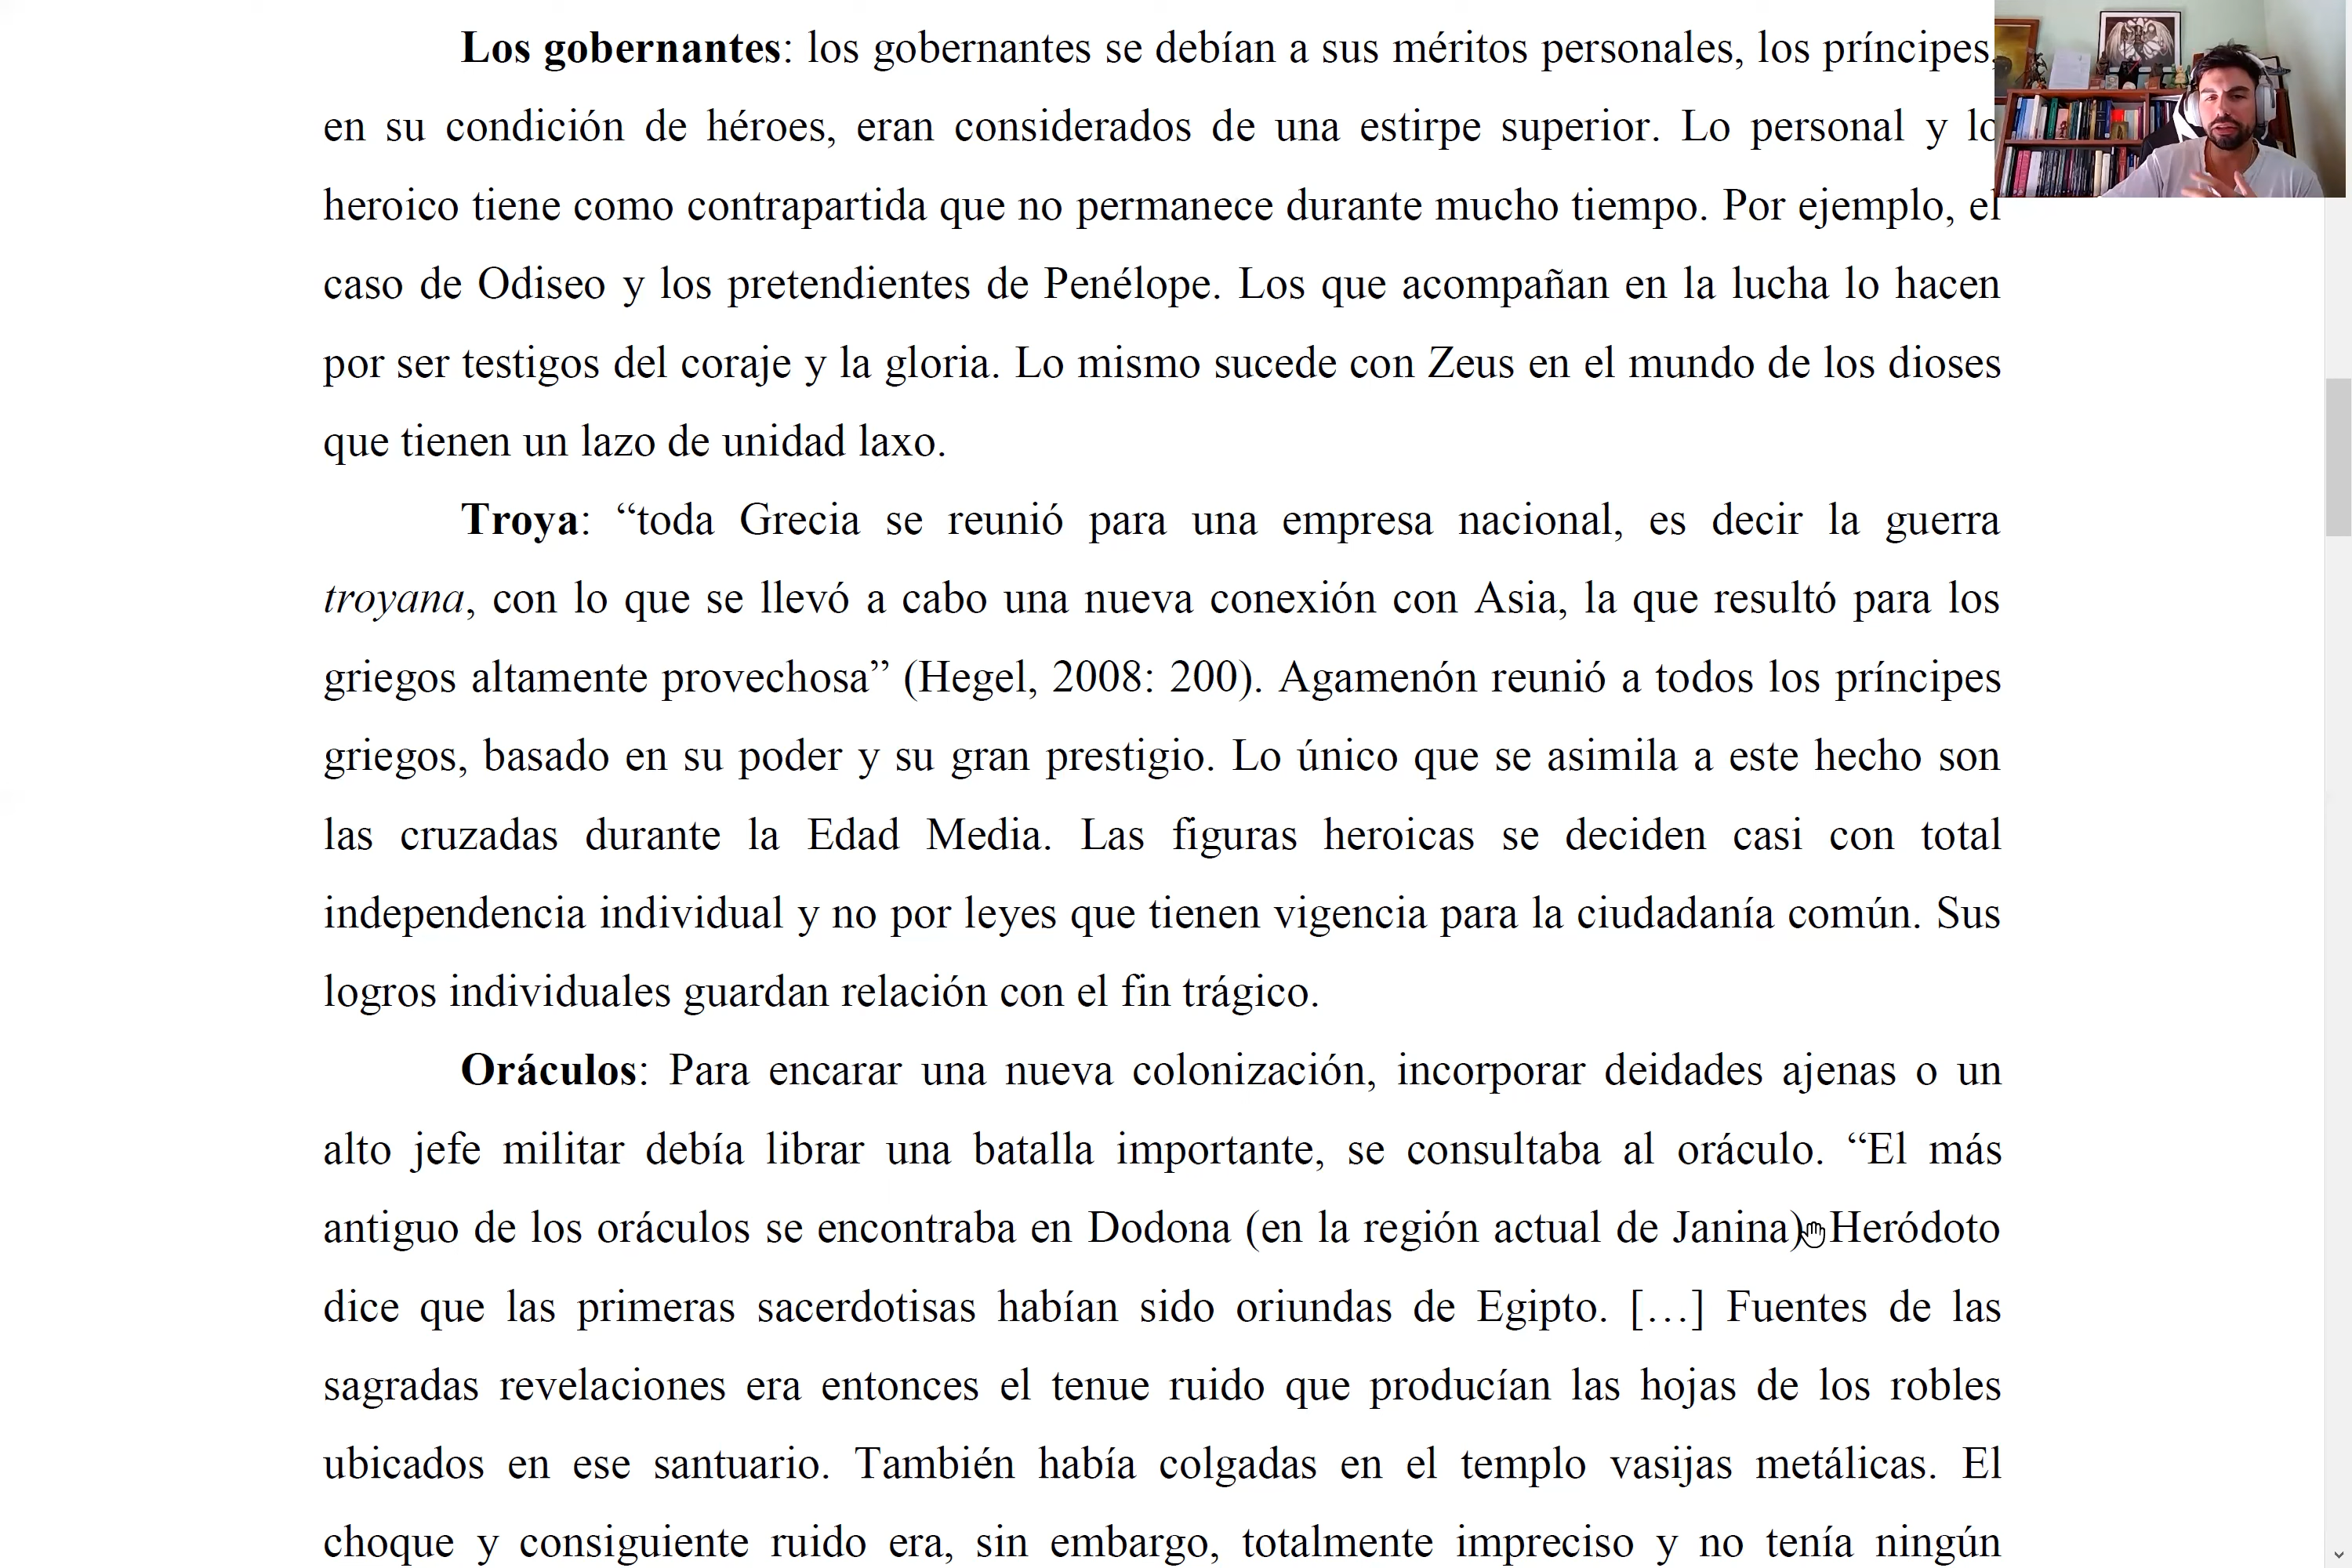 Los gobernantes: los gobernantes se debían a sus méritos personales, los príncipes,
en su condición de héroes, eran considerados de una estirpe superior. Lo personal y lo
heroico tiene como contrapartida que no permanece durante mucho tiempo. Por ejemplo, el
caso de Odiseo y los pretendientes de Penélope. Los que acompañan en la lucha lo hacen
por ser testigos del coraje y la gloria. Lo mismo sucede con Zeus en el mundo de los dioses
que tienen un lazo de unidad laxo.
Troya: “toda Grecia se reunió para una empresa nacional, es decir la guerra
troyana, con lo que se llevó a cabo una nueva conexión con Asia, la que resultó para los
griegos altamente provechosa” (Hegel, 2008: 200). Agamenón reunió a todos los príncipes
griegos, basado en su poder y su gran prestigio. Lo único que se asimila a este hecho son
las cruzadas durante la Edad Media. Las figuras heroicas se deciden casi con total
independencia individual y no por leyes que tienen vigencia para la ciudadanía común. Sus
logros individuales guardan relación con el fin trágico.
Oráculos: Para encarar una nueva colonización, incorporar deidades ajenas o un
alto jefe militar debía librar una batalla importante, se consultaba al oráculo. “El más
antiguo de los oráculos se encontraba en Dodona (en la región actual de Janina) Heródoto
dice que las primeras sacerdotisas habían sido oriundas de Egipto. […] Fuentes de las
sagradas revelaciones era entonces el tenue ruido que producían las hojas de los robles
ubicados en ese santuario. También había colgadas en el templo vasijas metálicas. El
choque y consiguiente ruido era, sin embargo, totalmente impreciso y no tenía ningún